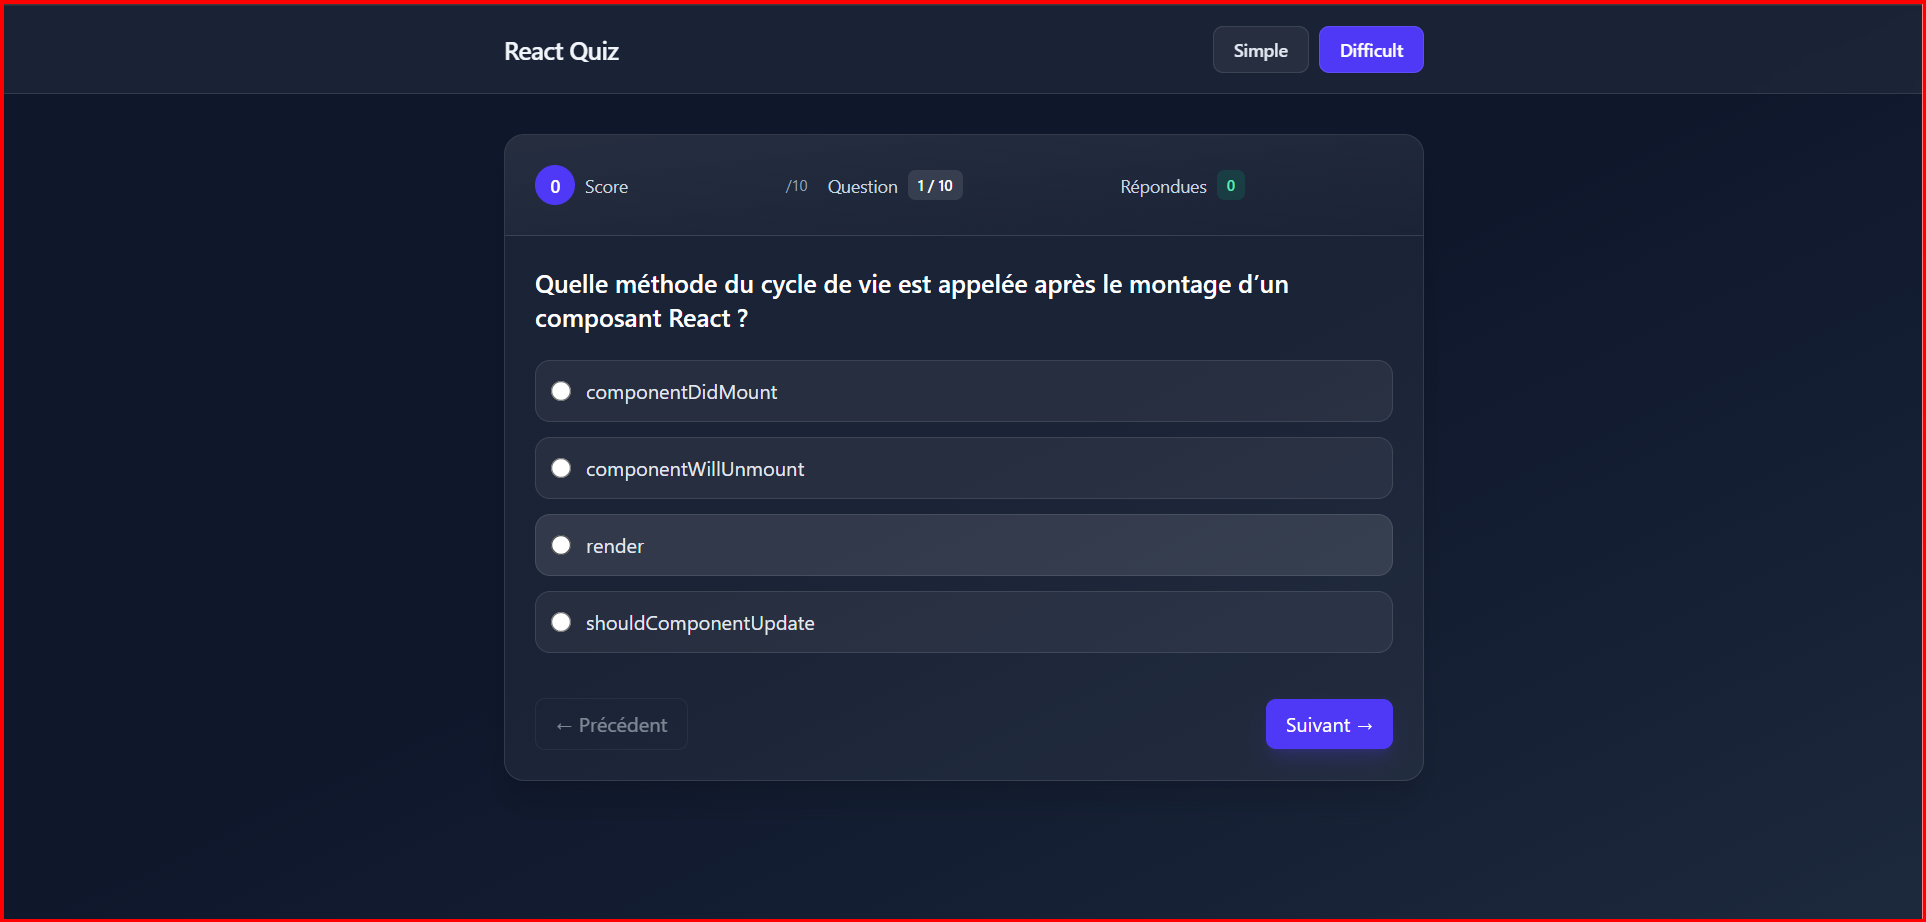 React Quiz
Simple
Difficult
0 Score /10 Question 1 / 10 Répondues 0
Quelle méthode du cycle de vie est appelée après le montage d’un
composant React ?
componentDidMount
componentWillUnmount
render
shouldComponentUpdate
← Précédent
Suivant →